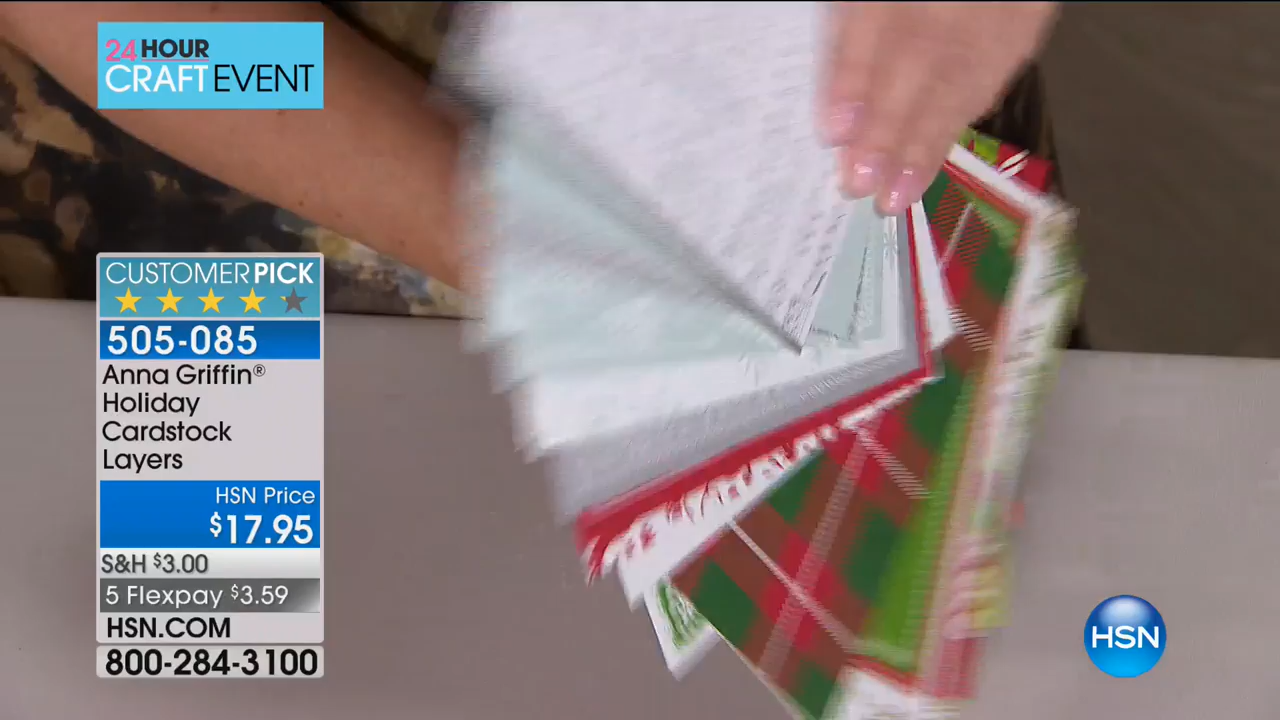 24 HOUR
CRAFT EVENT
CUSTOMER PICK
505-085
Anna Griffin®
Holiday
Cardstock
Layers
HSN Price
$17.95
S&H $3.00
5 Flexpay $3.59
HSN.COM
800-284-3100
HSN